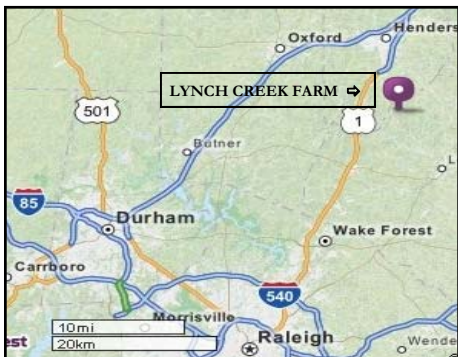 Oxford
Henders
LYNCH CREEK FARM ⇨
501
1
Butner
L
85
Durham
Wake Forest
Carrboro
540
10mi
Morrisville
20km
est
Raleigh
Wende